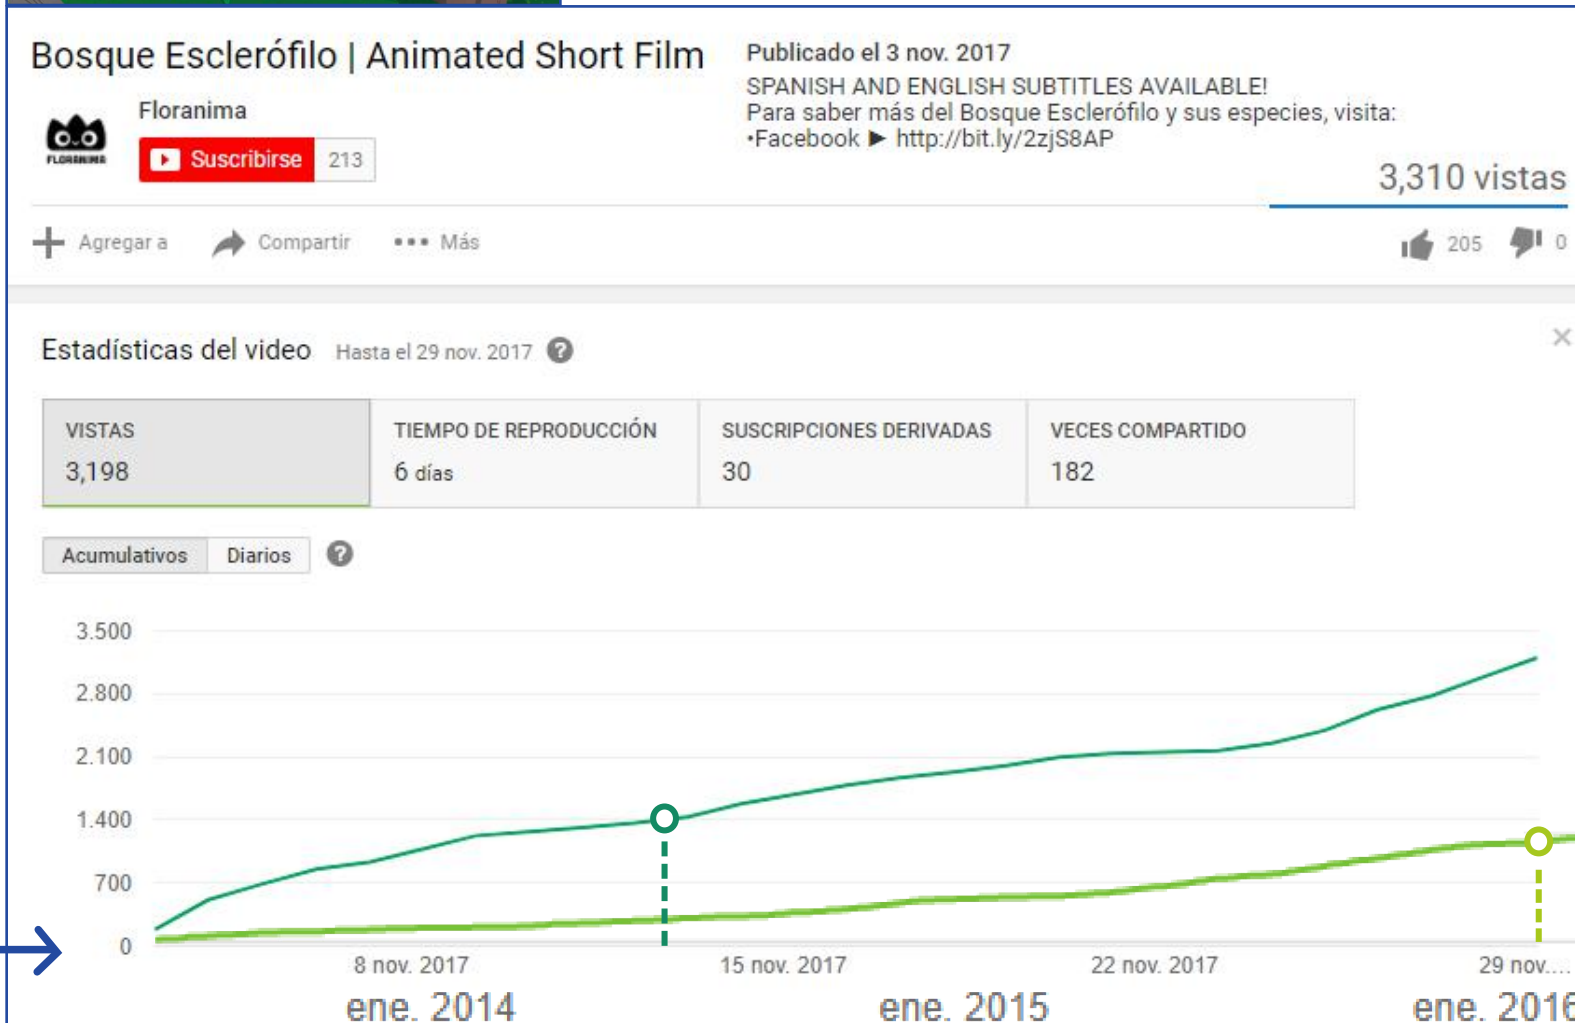 Bosque Esclerófilo | Animated Short Film
Floranima
FLORANIMA
Suscribirse 213
Publicado el 3 nov. 2017
SPANISH AND ENGLISH SUBTITLES AVAILABLE!
Para saber más del Bosque Esclerófilo y sus especies, visita:
•Facebook ► http://bit.ly/2zjS8AP
3,310 vistas
Agregar a Compartir Más
205 0
Estadísticas del video Hasta el 29 nov. 2017 ?
VISTAS TIEMPO DE REPRODUCCIÓN SUSCRIPCIONES DERIVADAS VECES COMPARTIDO
3,198 6 días 30 182
Acumulativos Diarios ?
3.500
2.800
2.100
1.400
700
0
8 nov. 2017 15 nov. 2017 22 nov. 2017 29 nov....
ene. 2014 ene. 2015 ene. 2016